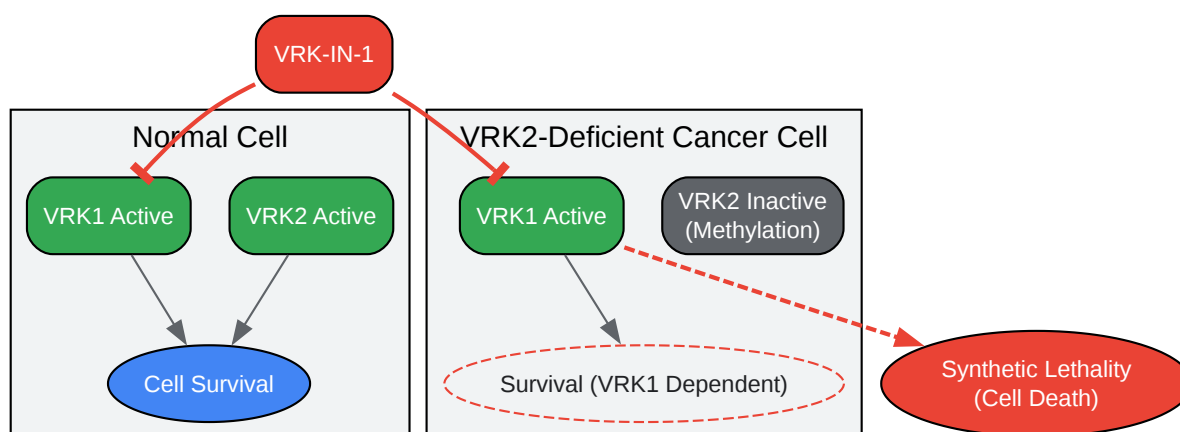 VRK-IN-1
Normal Cell
VRK1 Active
VRK2 Active
Cell Survival
VRK2-Deficient Cancer Cell
VRK1 Active
VRK2 Inactive
(Methylation)
Survival (VRK1 Dependent)
Synthetic Lethality
(Cell Death)